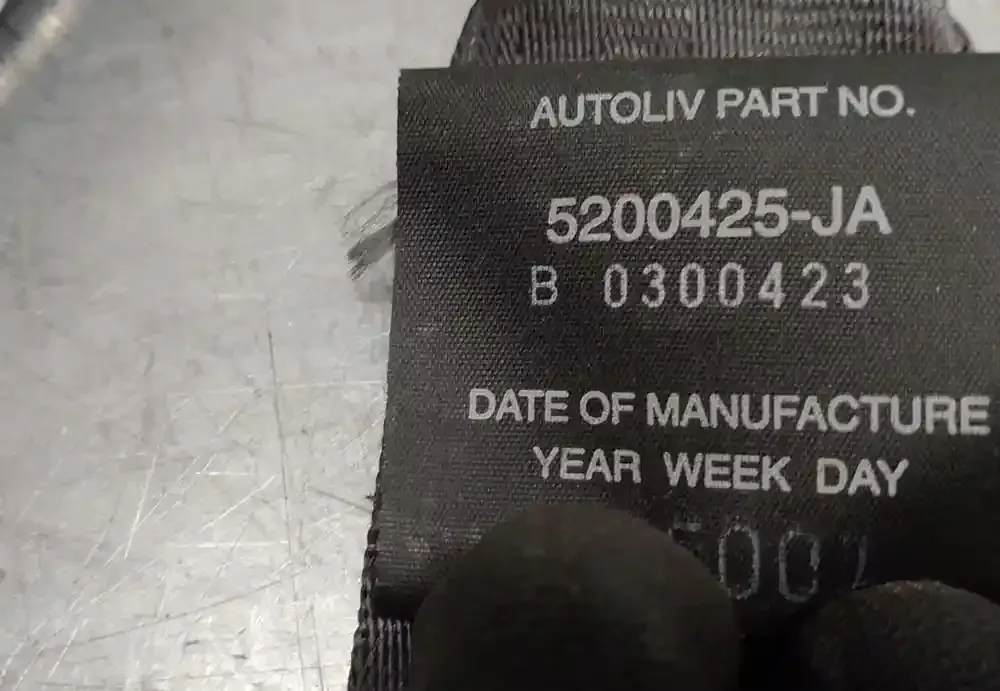 AUTOLIV PART NO.
5200425-JA
B 0300423
DATE OF MANUFACTURE
YEAR WEEK DAY